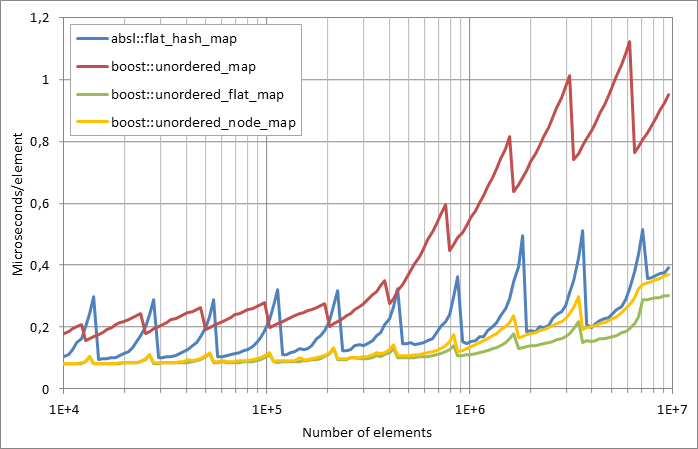 1,2
1
0,8
0,6
0,4
0,2
0
Microseconds/element
absl::flat_hash_map
boost::unordered_map
boost::unordered_flat_map
boost::unordered_node_map
1E+4
1E+5
1E+6
1E+7
Number of elements